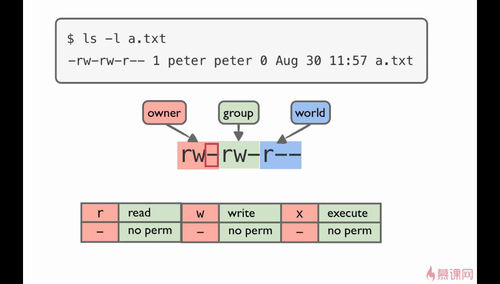 $ ls -l a.txt
-rw-rw-r-- 1 peter peter 0 Aug 30 11:57 a.txt
owner group world
rw-rw-r--
r read w write x execute
- no perm - no perm - no perm
慕课网